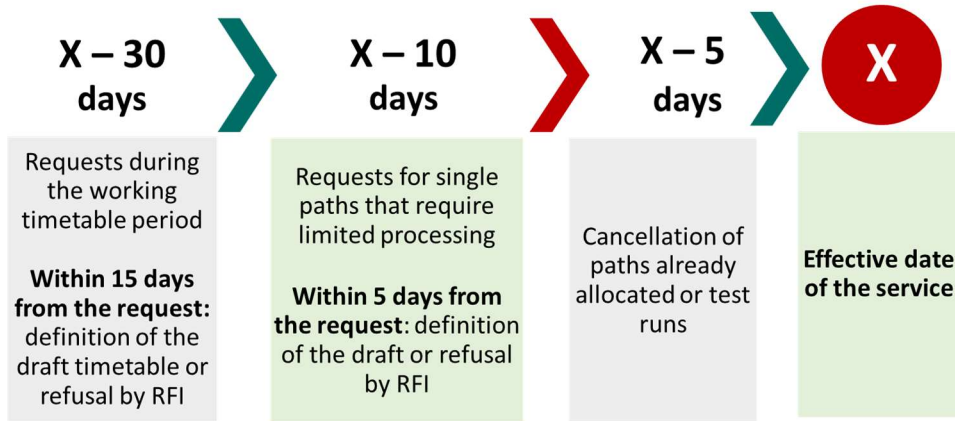 X – 30
days
Requests during
the working
timetable period
Within 15 days
from the request:
definition of the
draft timetable or
refusal by RFI
X – 10
days
Requests for single
paths that require
limited processing
Within 5 days from
the request: definition
of the draft or refusal
by RFI
X – 5
days
Cancellation of
paths already
allocated or test
runs
X
Effective date
of the service